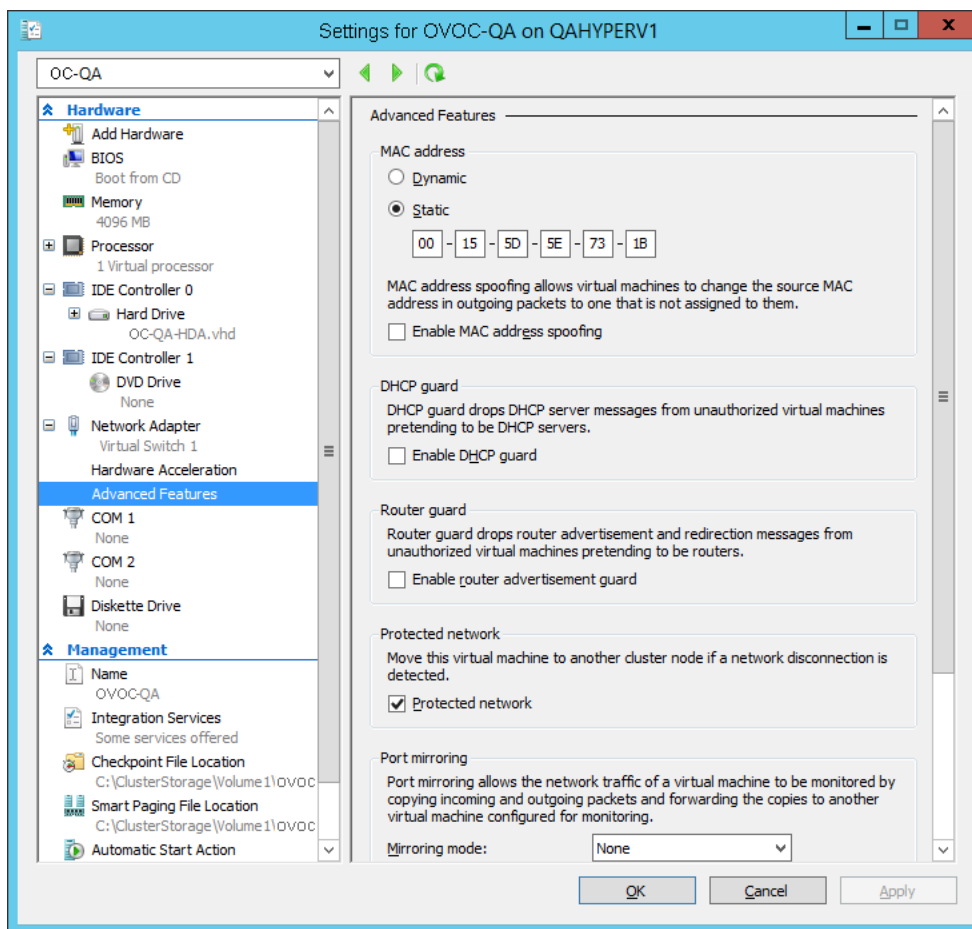 Settings for OVOC-QA on QAHYPERV1
OC-QA
Hardware
Add Hardware
BIOS
Boot from CD
Memory
4096 MB
Processor
1 Virtual processor
IDE Controller 0
Hard Drive
OC-QA-HDA.vhd
IDE Controller 1
DVD Drive
None
Network Adapter
Virtual Switch 1
Hardware Acceleration
Advanced Features
COM 1
None
COM 2
None
Diskette Drive
None
Management
Name
OVOC-QA
Integration Services
Some services offered
Checkpoint File Location
C:\ClusterStorage\Volume1\OVOC
Smart Paging File Location
C:\ClusterStorage\Volume1\OVOC
Automatic Start Action
Advanced Features
MAC address
Dynamic
Static
00 - 15 - 5D - 5E - 73 - 1B
MAC address spoofing allows virtual machines to change the source MAC
address in outgoing packets to one that is not assigned to them.
Enable MAC address spoofing
DHCP guard
DHCP guard drops DHCP server messages from unauthorized virtual machines
pretending to be DHCP servers.
Enable DHCP guard
Router guard
Router guard drops router advertisement and redirection messages from
unauthorized virtual machines pretending to be routers.
Enable router advertisement guard
Protected network
Move this virtual machine to another cluster node if a network disconnection is
detected.
Protected network
Port mirroring
Port mirroring allows the network traffic of a virtual machine to be monitored by
copying incoming and outgoing packets and forwarding the copies to another
virtual machine configured for monitoring.
Mirroring mode: None
OK Cancel Apply